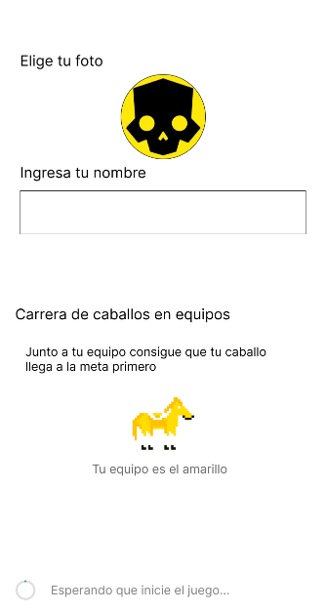 Elige tu foto
Ingresa tu nombre
Carrera de caballos en equipos
Junto a tu equipo consigue que tu caballo
llega a la meta primero
Tu equipo es el amarillo
Esperando que inicie el juego...